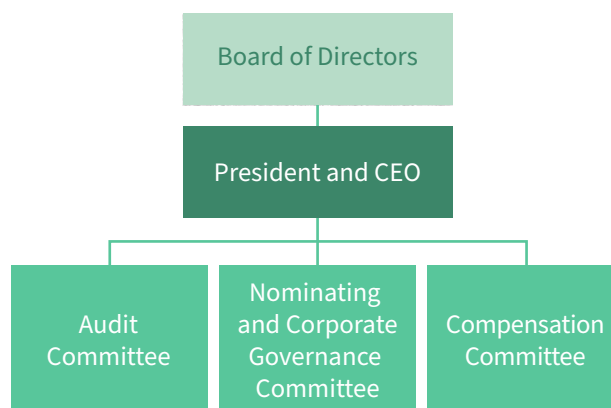 Board of Directors
President and CEO
Audit
Committee
Nominating
and Corporate
Governance
Committee
Compensation
Committee